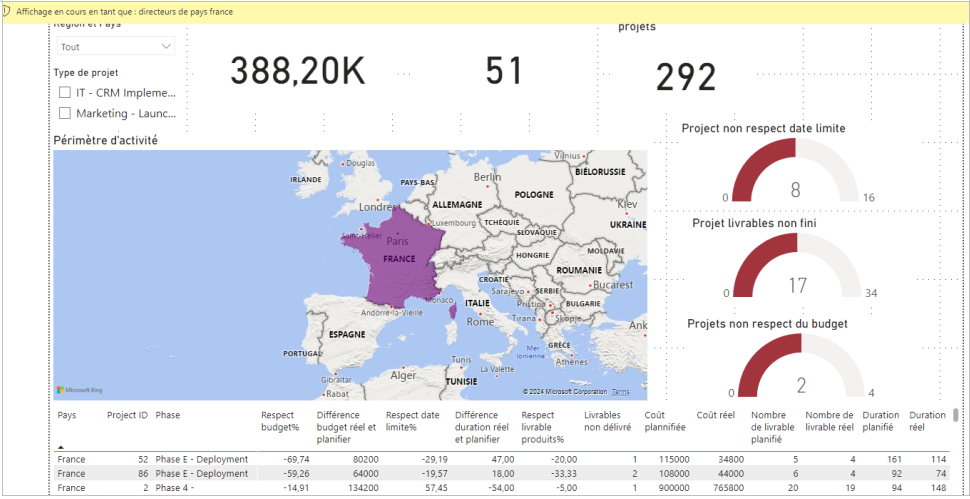 Affichage en cours en tant que : directeurs de pays france
Région et Pays
projets
Tout
388,20K
51
292
Type de projet
IT - CRM Impleme...
Marketing - Launc...
Périmètre d'activité
Project non respect date limite
8
0
16
Projet livrables non fini
17
0
34
Projets non respect du budget
2
0
4
Douglas
Vilnius
IRLANDE
PAYS-BAS
Berlin
BIÉLORUSSIE
POLOGNE
Londres
ALLEMAGNE
Kiev
Luxembourg
TCHÉQUIE
UKRAINE
Saint-Hélier
Paris
SLOVAQUIE
FRANCE
HONGRIE
MOLDAVIE
ROUMANIE
CROATIE
Bucarest
Sarajevo
SERBIE
Monaco
ITALIE
Pristina
BULGARIE
Andorre-la-Vieille
Rome
Tirana
Skopje
ESPAGNE
Ank
PORTUGAL
Mer
Ionienne
GRÈCE
Athènes
Tunis
La Valette
Gibraltar
Alger
TUNISIE
Rabat
Microsoft Bing
© 2024 Microsoft Corporation Terms
Pays Project ID Phase Respect budget% Différence budget réel et planifier Respect date limite% Différence duration réel et planifier Respect livrable produits% Livrables non délivré Coût plannifiée Coût réel Nombre de livrable planifié Nombre de livrable réel Duration planifié Duration réel
France 52 Phase E - Deployment -69,74 80200 -29,19 47,00 -20,00 1 115000 34800 5 4 161 114
France 86 Phase E - Deployment -59,26 64000 -19,57 18,00 -33,33 2 108000 44000 6 4 92 74
France 2 Phase 4 - -14,91 134200 57,45 -54,00 -5,00 1 900000 765800 20 19 94 148